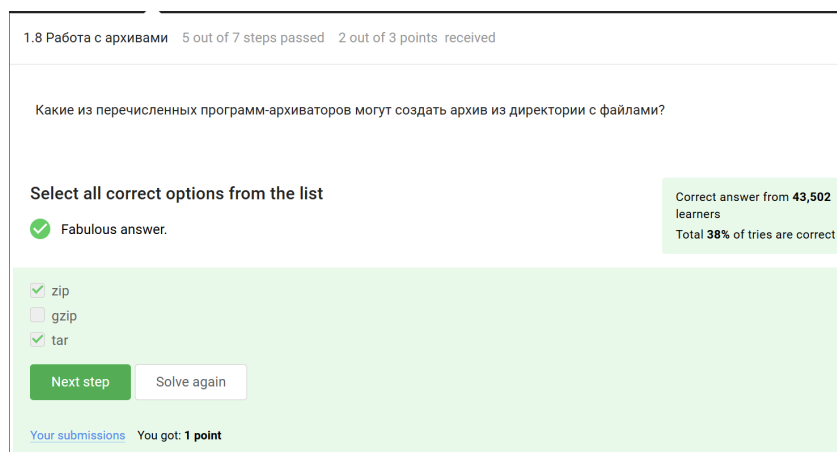 1.8 Работа с архивами 5 out of 7 steps passed 2 out of 3 points received
Какие из перечисленных программ-архиваторов могут создать архив из директории с файлами?
Select all correct options from the list
Fabulous answer.
Correct answer from 43,502
learners
Total 38% of tries are correct
zip
gzip
tar
Next step Solve again
Your submissions You got: 1 point